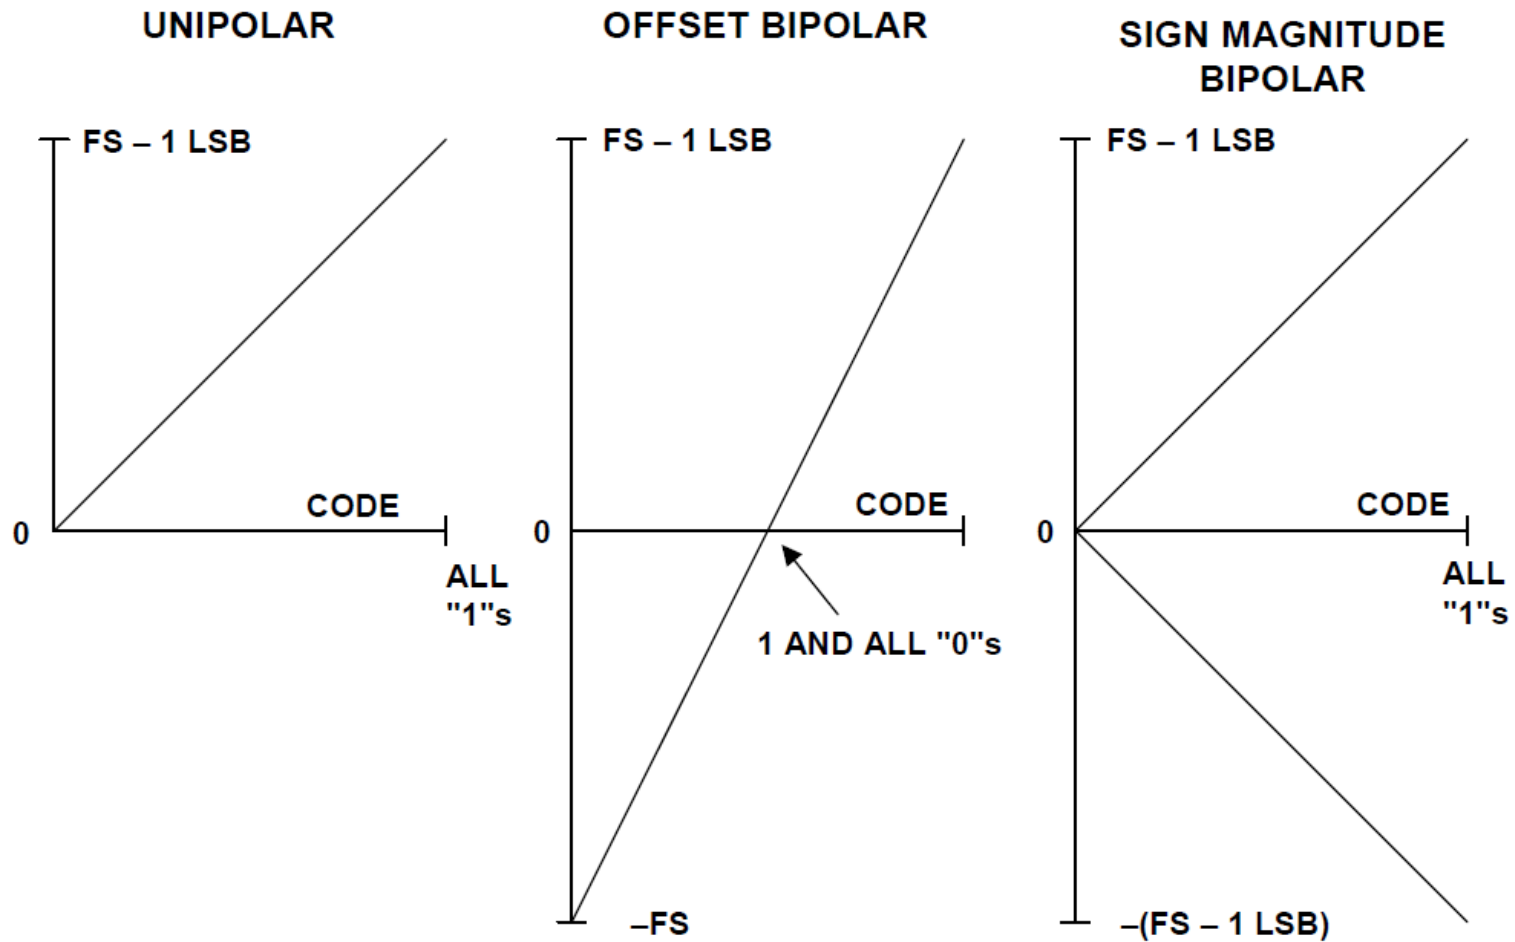 UNIPOLAR
FS – 1 LSB
CODE
0
ALL
"1"s
OFFSET BIPOLAR
FS – 1 LSB
CODE
0
1 AND ALL "0"s
–FS
SIGN MAGNITUDE
BIPOLAR
FS – 1 LSB
CODE
0
ALL
"1"s
–(FS – 1 LSB)